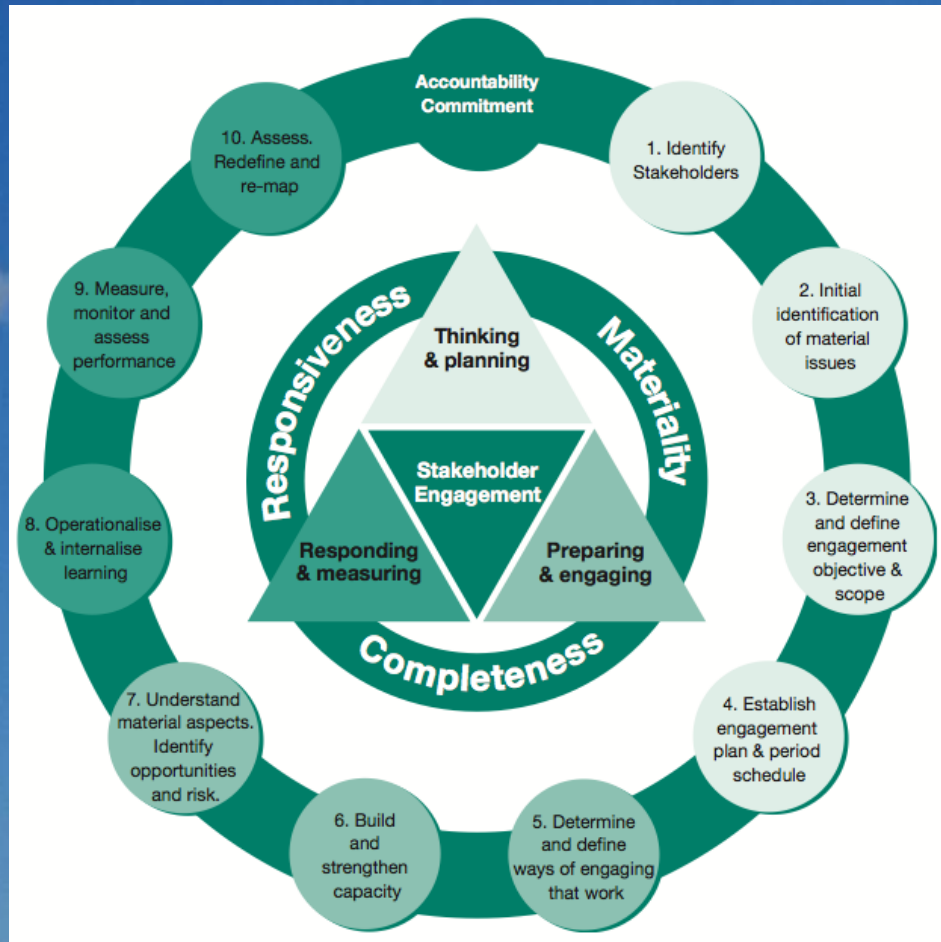 Accountability
Commitment
1. Identify
Stakeholders
2. Initial
identification
of material
issues
3. Determine
and define
engagement
objective &
scope
4. Establish
engagement
plan & period
schedule
5. Determine
and define
ways of engaging
that work
6. Build
and
strengthen
capacity
7. Understand
material aspects.
Identify
opportunities
and risk.
8. Operationalise
& internalise
learning
9. Measure,
monitor and
assess
performance
10. Assess.
Redefine and
re-map
Responsiveness
Materiality
Completeness
Thinking
& planning
Stakeholder
Engagement
Responding
& measuring
Preparing
& engaging